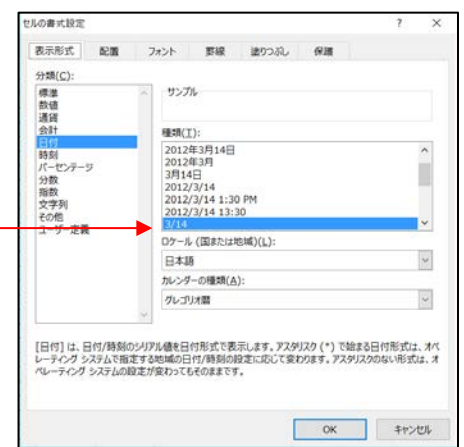 セルの書式設定
? ×
表示形式 配置 フォント 罫線 塗りつぶし 保護
分類(C):
標準
数値
通貨
会計
日付
時刻
パーセンテージ
分数
指数
文字列
その他
ユーザー定義
サンプル
種類(T):
2012年3月14日
2012年3月
3月14日
2012/3/14
2012/3/14 1:30 PM
2012/3/14 13:30
3/14
ロケール (国または地域)(L):
日本語
カレンダーの種類(A):
グレゴリオ暦
[日付] は、日付/時刻のシリアル値を日付形式で表示します。アスタリスク (*) で始まる日付形式は、オペ
レーティング システムで指定する地域の日付/時刻の設定に応じて変わります。アスタリスクのない形式は、オ
ペレーティング システムの設定が変わってもそのままです。
OK キャンセル